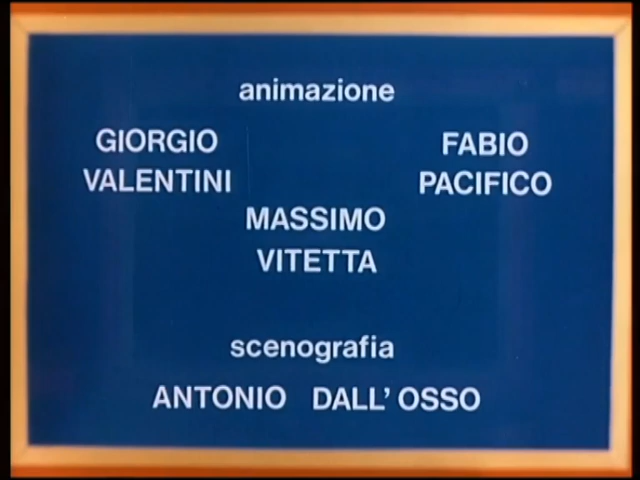 animazione
GIORGIO
VALENTINI
FABIO
PACIFICO
MASSIMO
VITETTA
scenografia
ANTONIO DALL' OSSO